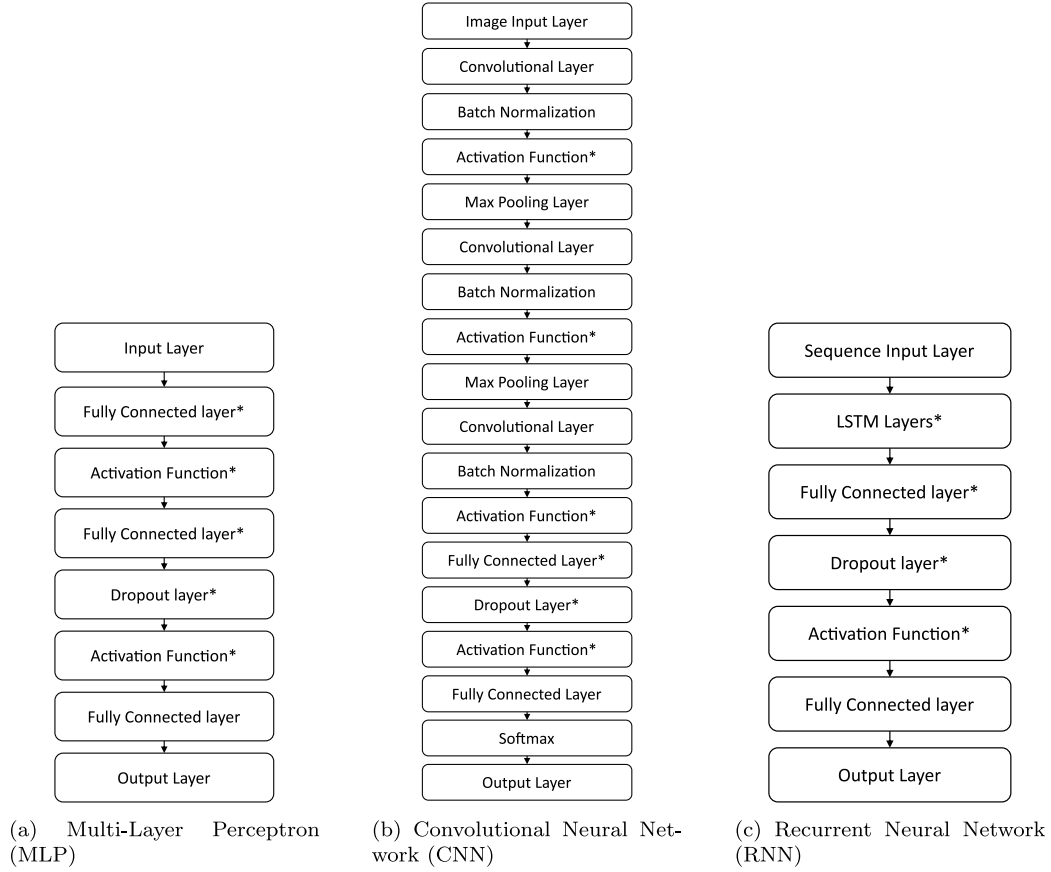 Input Layer
Fully Connected layer*
Activation Function*
Fully Connected layer*
Dropout layer*
Activation Function*
Fully Connected layer
Output Layer
(a) Multi-Layer Perceptron
(MLP)
Image Input Layer
Convolutional Layer
Batch Normalization
Activation Function*
Max Pooling Layer
Convolutional Layer
Batch Normalization
Activation Function*
Max Pooling Layer
Convolutional Layer
Batch Normalization
Activation Function*
Fully Connected Layer*
Dropout Layer*
Activation Function*
Fully Connected Layer
Softmax
Output Layer
(b) Convolutional Neural Net-
work (CNN)
Sequence Input Layer
LSTM Layers*
Fully Connected layer*
Dropout layer*
Activation Function*
Fully Connected layer
Output Layer
(c) Recurrent Neural Network
(RNN)